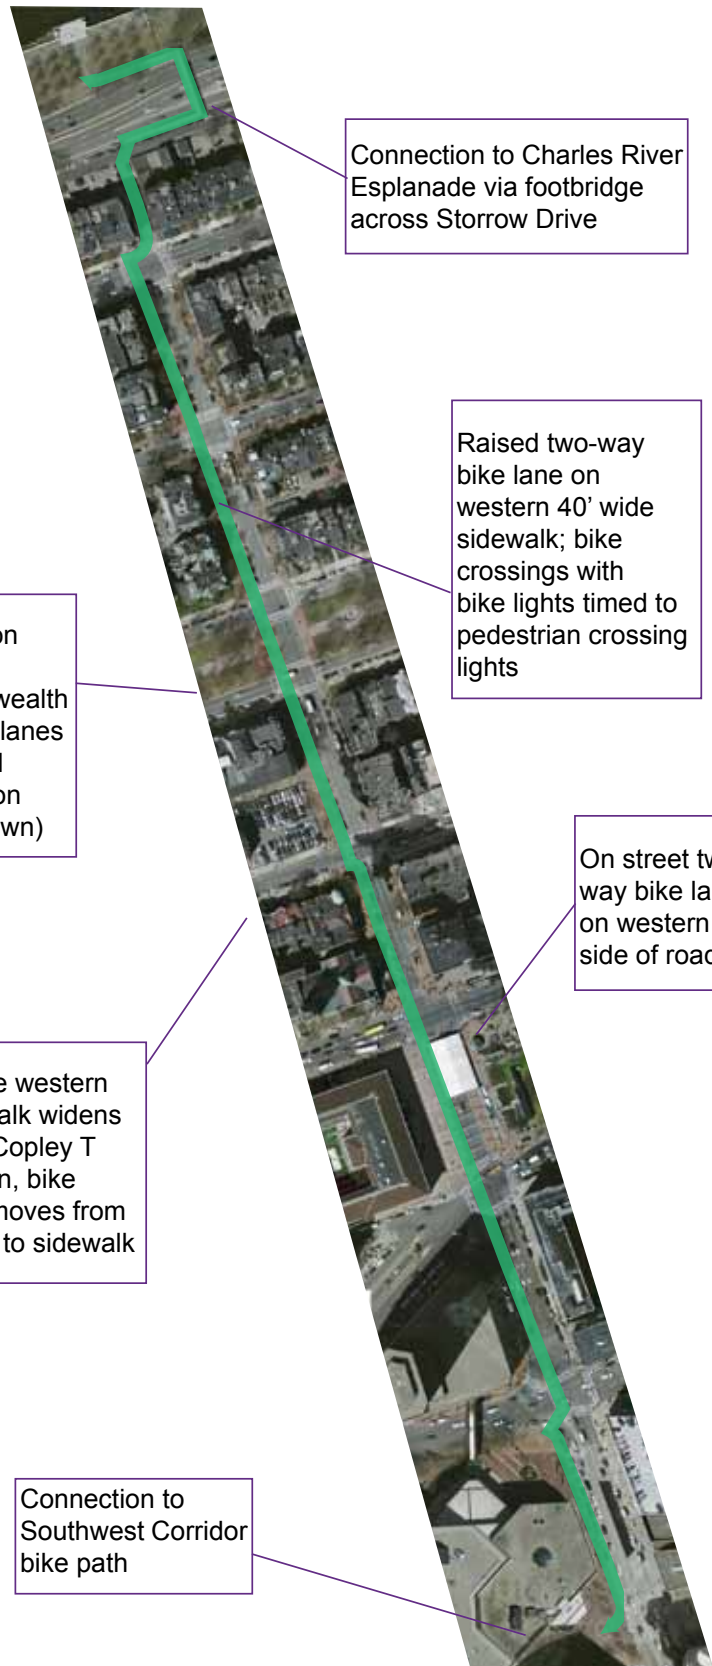 Connection to Charles River
Esplanade via footbridge
across Storrow Drive
Raised two-way
bike lane on
western 40’ wide
sidewalk; bike
crossings with
bike lights timed to
pedestrian crossing
lights
on
wealth
lanes
on
wn)
On street tw
way bike la
on western
side of road
e western
alk widens
Copley T
n, bike
moves from
to sidewalk
Connection to
Southwest Corridor
bike path